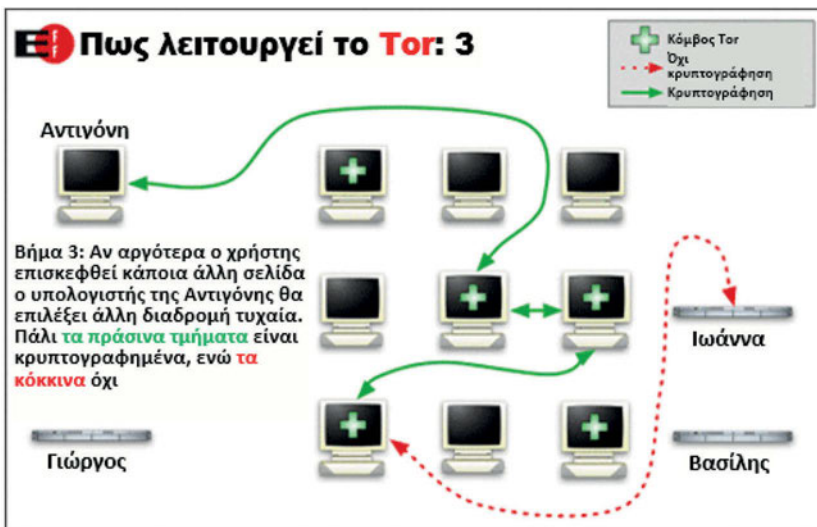 EFF Πως λειτουργεί το Tor: 3
Κόμβος Tor
Όχι
κρυπτογράφηση
Κρυπτογράφηση
Αντιγόνη
Βήμα 3: Αν αργότερα ο χρήστης
επισκεφθεί κάποια άλλη σελίδα
ο υπολογιστής της Αντιγόνης θα
επιλέξει άλλη διαδρομή τυχαία.
Πάλι τα πράσινα τμήματα είναι
κρυπτογραφημένα, ενώ τα
κόκκινα όχι
Ιωάννα
Γιώργος
Βασίλης